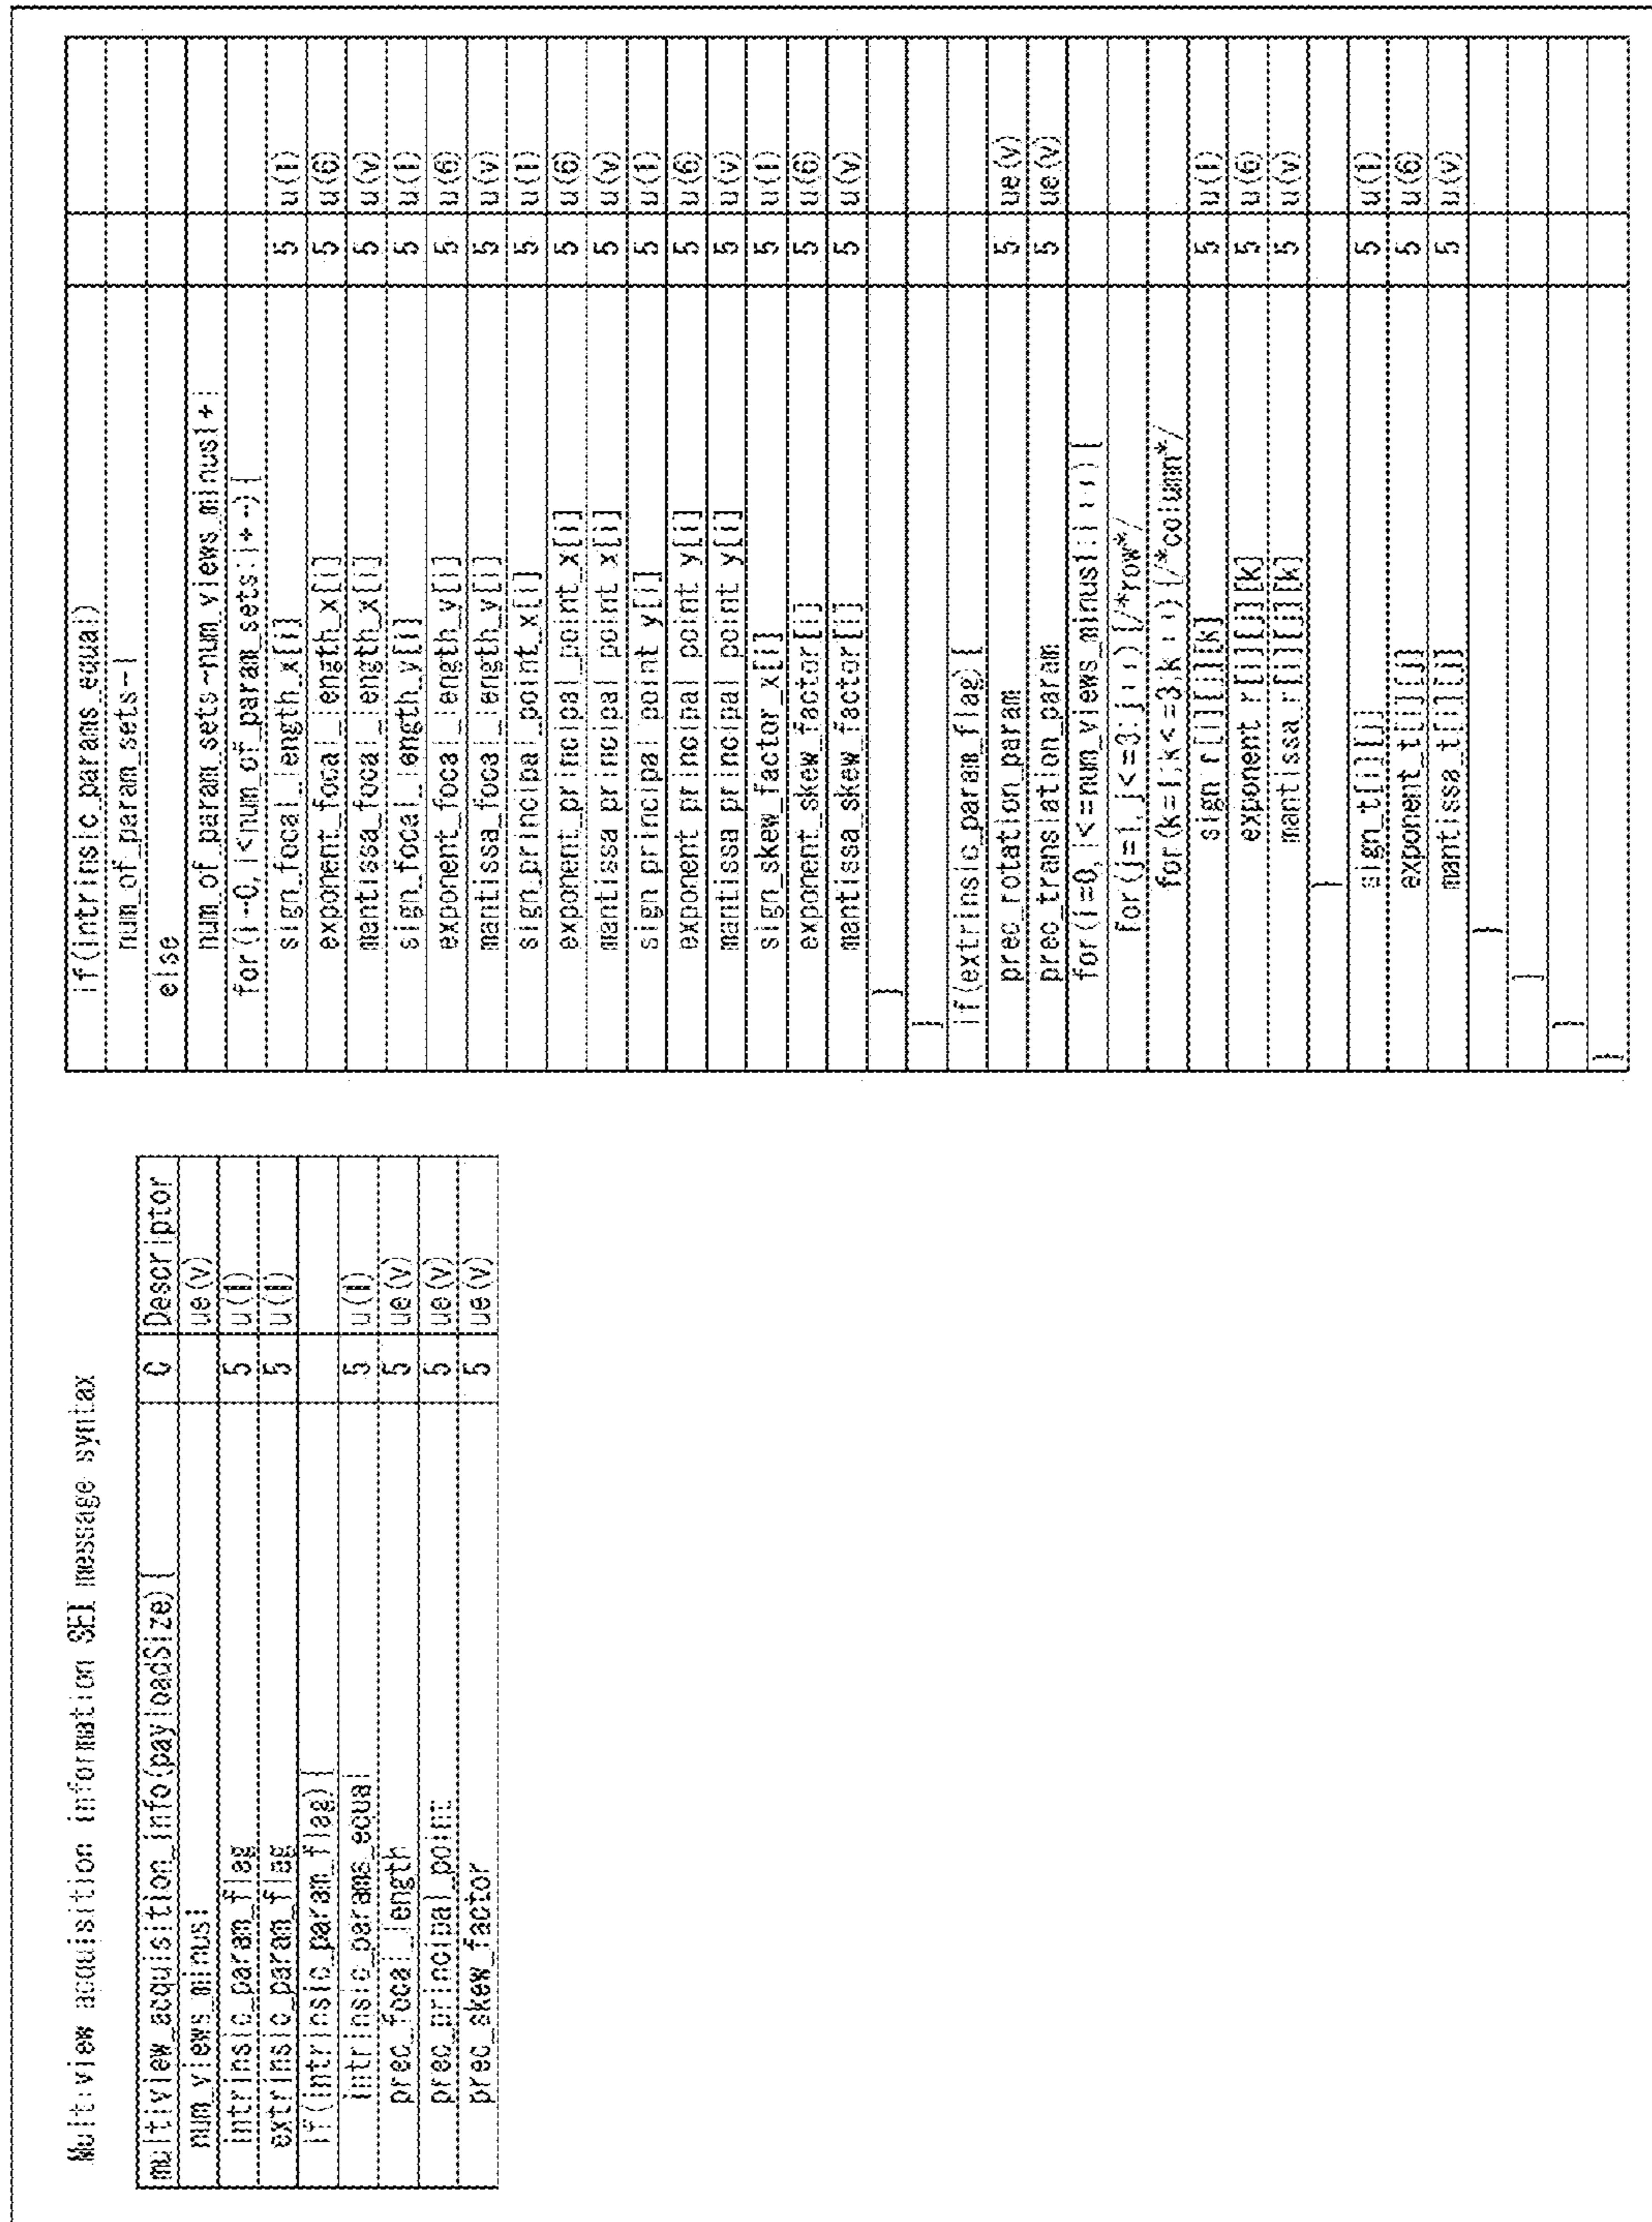 Multiview acquisition information SEI message syntax
multiview_acquisition_info(payloadSize){ C Descriptor
num_views_minus1 ue(v)
intrinsic_param_flag 5 u(1)
extrinsic_param_flag 5 u(1)
if(intrinsic_param_flag){
intrinsic_params_equal 5 u(1)
prec_focal_length 5 ue(v)
prec_principal_point 5 ue(v)
prec_skew_factor 5 ue(v)
if(intrinsic_params_equal)
num_of_param_sets=1
else
num_of_param_sets=num_views_minus1+1
for(i=0,i<num_of_param_sets;i++){
sign_focal_length_x[i] 5 u(1)
exponent_focal_length_x[i] 5 u(6)
mantissa_focal_length_x[i] 5 u(v)
sign_focal_length_y[i] 5 u(1)
exponent_focal_length_y[i] 5 u(6)
mantissa_focal_length_y[i] 5 u(v)
sign_principal_point_x[i] 5 u(1)
exponent_principal_point_x[i] 5 u(6)
mantissa_principal_point_x[i] 5 u(v)
sign_principal_point_y[i] 5 u(1)
exponent_principal_point_y[i] 5 u(6)
mantissa_principal_point_y[i] 5 u(v)
sign_skew_factor_x[i] 5 u(1)
exponent_skew_factor[i] 5 u(6)
mantissa_skew_factor[i] 5 u(v)
}
}
if(extrinsic_param_flag){
prec_rotation_param 5 ue(v)
prec_translation_param 5 ue(v)
for(i=0,i<=num_views_minus1;i++){
for(j=1,j<=3;j++){/*row*/
for(k=1;k<=3;k++){/*column*/
sign_r[i][j][k] 5 u(1)
exponent_r[i][j][k] 5 u(6)
mantissa_r[i][j][k] 5 u(v)
}
sign_t[i][j] 5 u(1)
exponent_t[i][j] 5 u(6)
mantissa_t[i][j] 5 u(v)
}
}
}
}